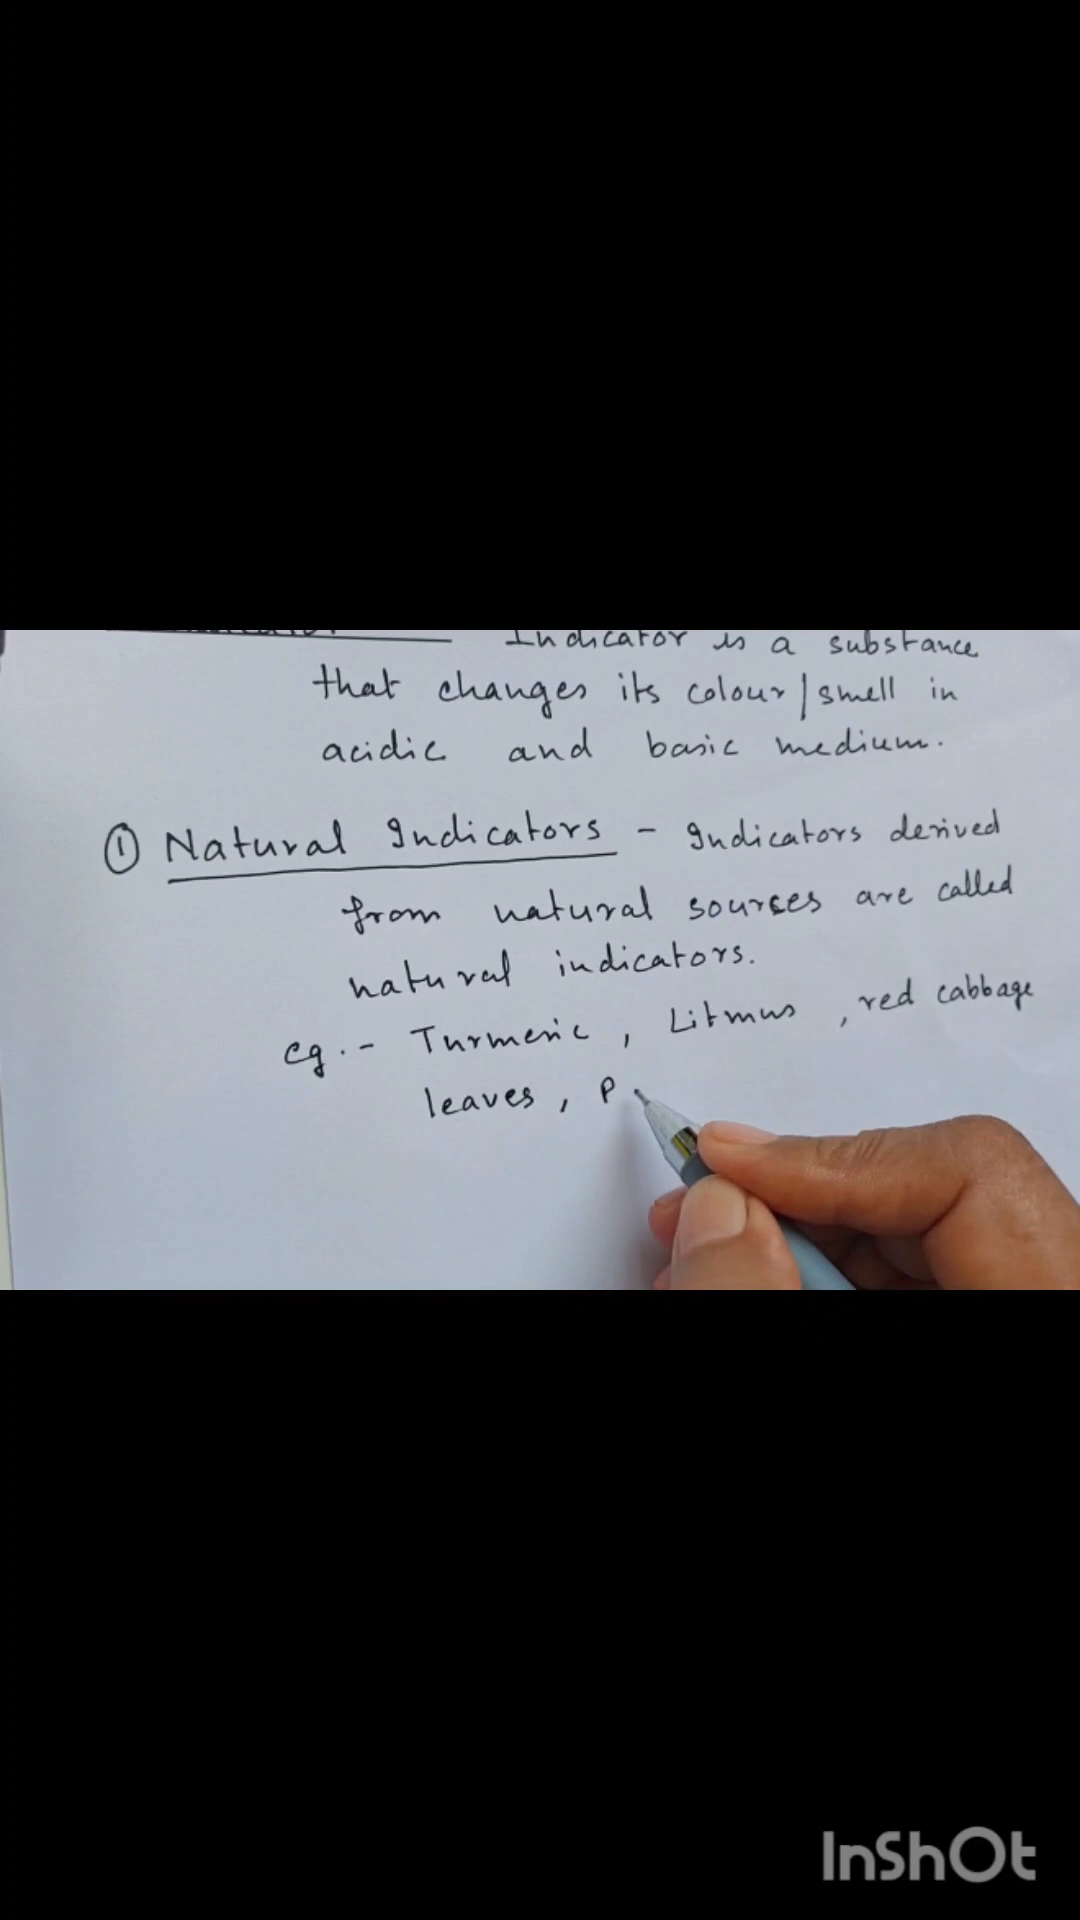 Indicator is a substance
that changes its colour/smell in
acidic and basic medium.
① Natural Indicators - Indicators derived
from natural sources are called
natural indicators.
eg.- Turmeric, Litmus, red cabbage
leaves, P
InShOt